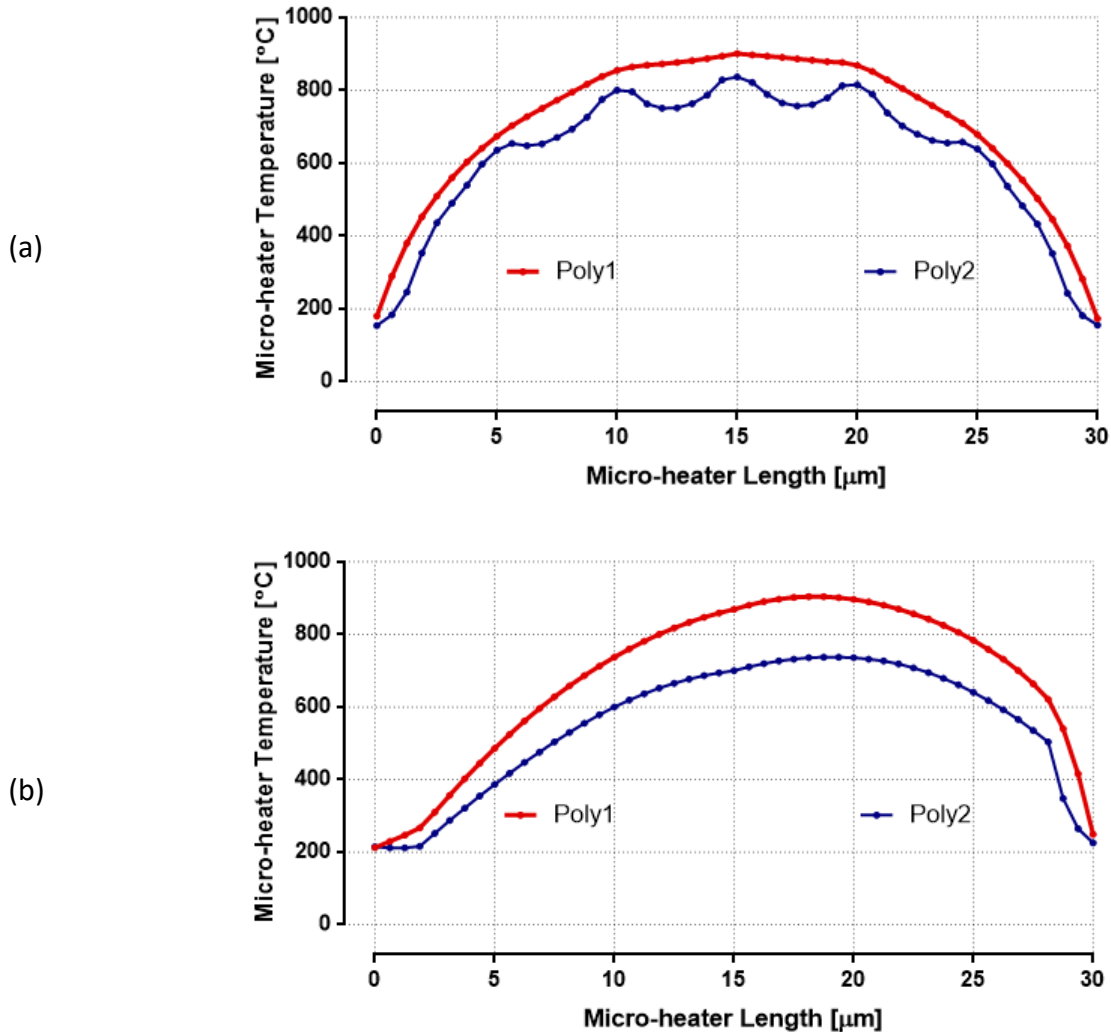 (a)
Micro-heater Temperature [°C]
1000
800
600
400
200
0
Poly1
Poly2
0 5 10 15 20 25 30
Micro-heater Length [μm]
(b)
Micro-heater Temperature [°C]
1000
800
600
400
200
0
Poly1
Poly2
0 5 10 15 20 25 30
Micro-heater Length [μm]